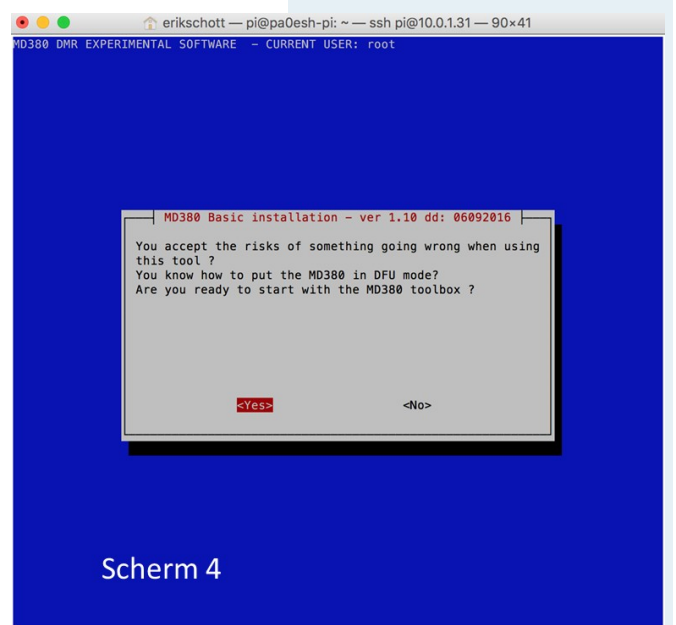 erikschott — pi@pa0esh-pi: ~ — ssh pi@10.0.1.31 — 90×41
MD380 DMR EXPERIMENTAL SOFTWARE – CURRENT USER: root
MD380 Basic installation – ver 1.10 dd: 06092016
You accept the risks of something going wrong when using
this tool ?
You know how to put the MD380 in DFU mode?
Are you ready to start with the MD380 toolbox ?
<Yes> <No>
Scherm 4